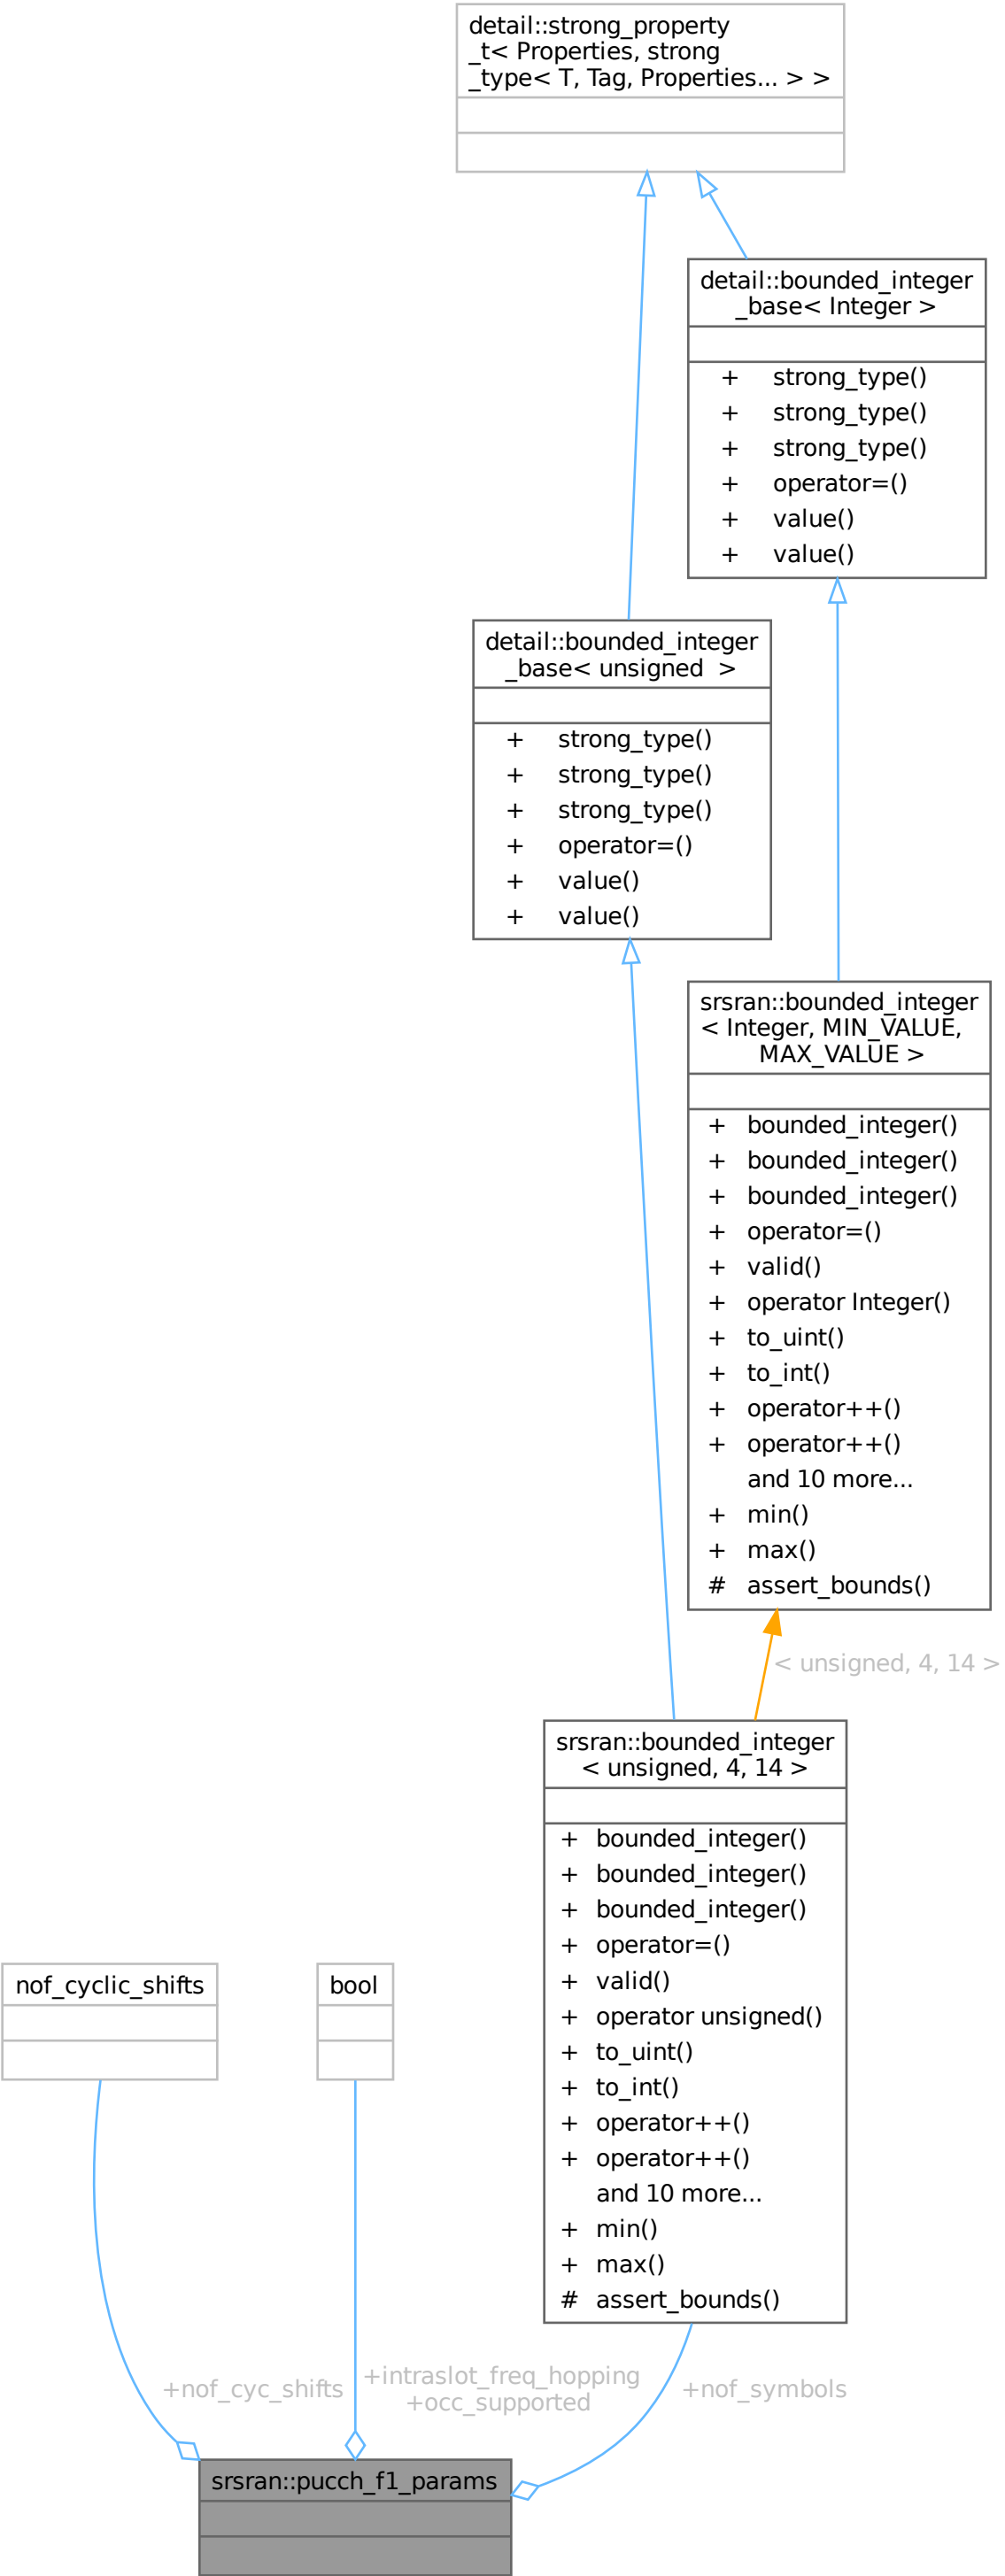 detail::strong_property
_t< Properties, strong
_type< T, Tag, Properties... > >
detail::bounded_integer
_base< Integer >
+ strong_type()
+ strong_type()
+ strong_type()
+ operator=()
+ value()
+ value()
detail::bounded_integer
_base< unsigned  >
+ strong_type()
+ strong_type()
+ strong_type()
+ operator=()
+ value()
+ value()
srsran::bounded_integer
< Integer, MIN_VALUE,
MAX_VALUE >
+ bounded_integer()
+ bounded_integer()
+ bounded_integer()
+ operator=()
+ valid()
+ operator Integer()
+ to_uint()
+ to_int()
+ operator++()
+ operator++()
and 10 more...
+ min()
+ max()
# assert_bounds()
< unsigned, 4, 14 >
srsran::bounded_integer
< unsigned, 4, 14 >
+ bounded_integer()
+ bounded_integer()
+ bounded_integer()
+ operator=()
+ valid()
+ operator unsigned()
+ to_uint()
+ to_int()
+ operator++()
+ operator++()
and 10 more...
+ min()
+ max()
# assert_bounds()
nof_cyclic_shifts
bool
+nof_cyc_shifts
+intraslot_freq_hopping
+occ_supported
+nof_symbols
srsran::pucch_f1_params